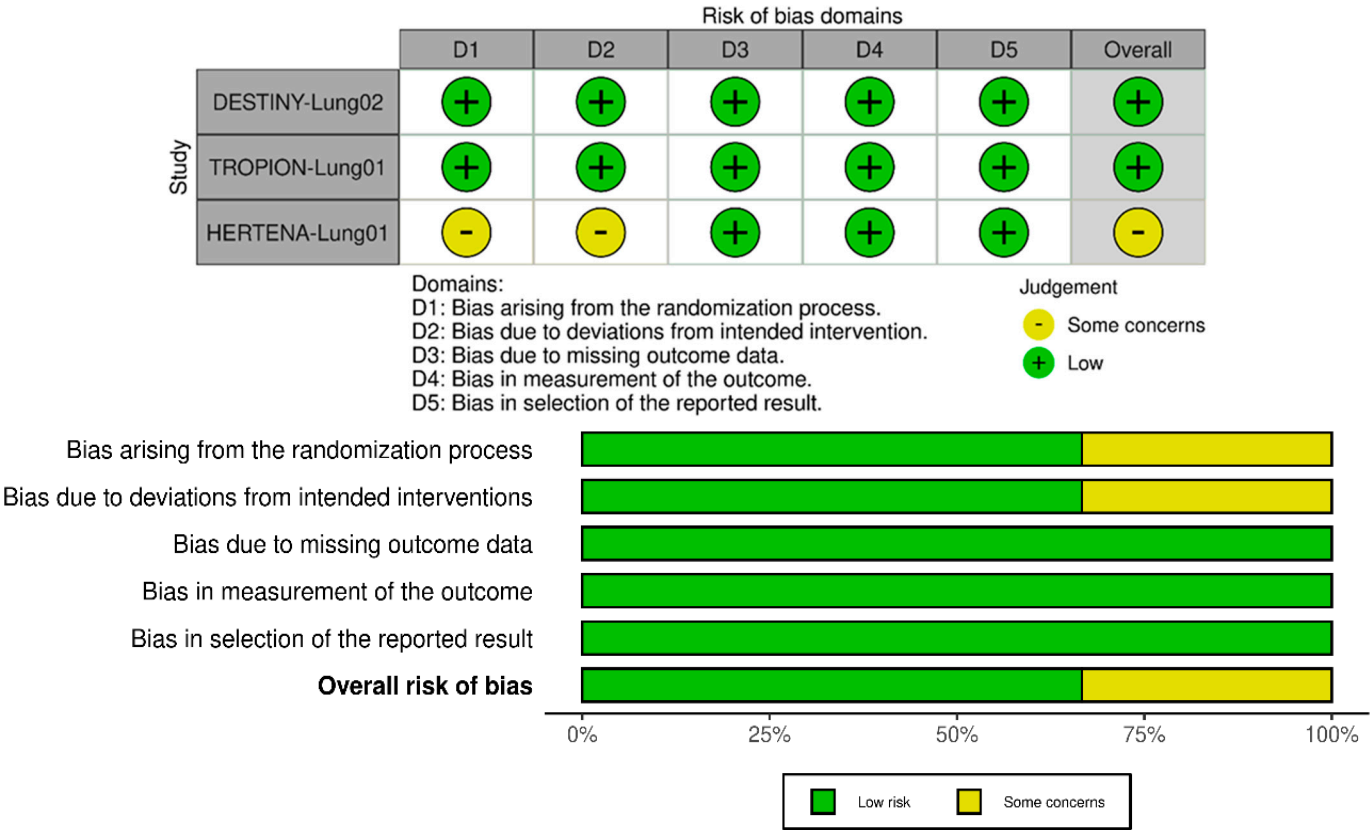 Risk of bias domains
D1 D2 D3 D4 D5 Overall
Study
DESTINY-Lung02 + + + + + +
TROPION-Lung01 + + + + + +
HERTENA-Lung01 - - + + + -
Domains:
D1: Bias arising from the randomization process.
D2: Bias due to deviations from intended intervention.
D3: Bias due to missing outcome data.
D4: Bias in measurement of the outcome.
D5: Bias in selection of the reported result.
Judgement
- Some concerns
+ Low
Bias arising from the randomization process
Bias due to deviations from intended interventions
Bias due to missing outcome data
Bias in measurement of the outcome
Bias in selection of the reported result
Overall risk of bias
0% 25% 50% 75% 100%
Low risk Some concerns